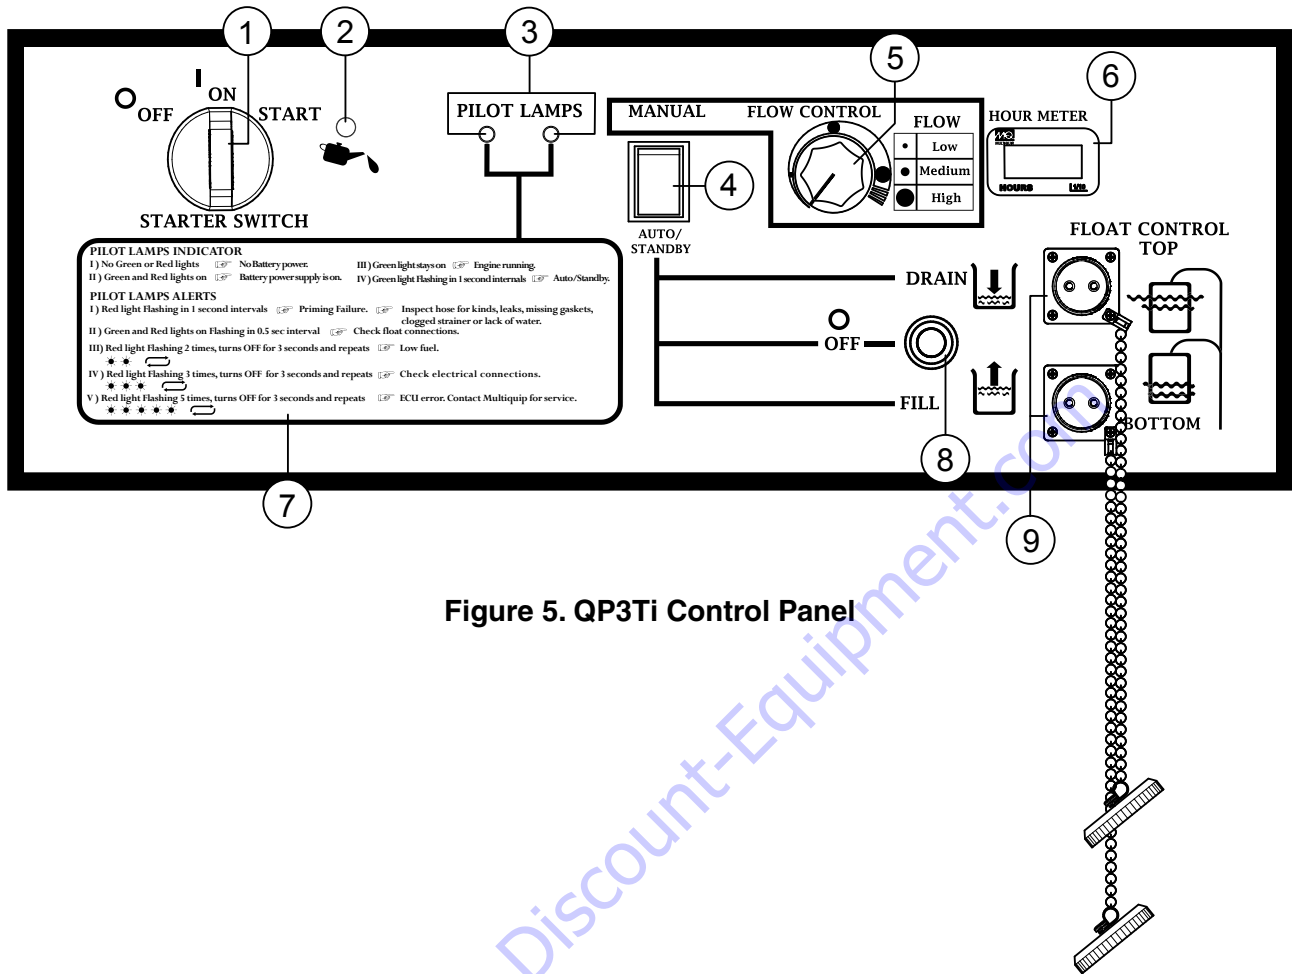 1
2
3
4
5
6
7
8
9
OFF
ON
START
STARTER SWITCH
PILOT LAMPS
MANUAL
AUTO/
STANDBY
FLOW CONTROL
FLOW
Low
Medium
High
HOUR METER
MQ
HOURS
PILOT LAMPS INDICATOR
I ) No Green or Red lights No Battery power.
II ) Green and Red lights on Battery power supply is on.
III ) Green light stays on Engine running.
IV ) Green light Flashing in 1 second internals Auto/Standby.
PILOT LAMPS ALERTS
I ) Red light Flashing in 1 second intervals Priming Failure. Inspect hose for kinds, leaks, missing gaskets,
clogged strainer or lack of water.
II ) Green and Red lights on Flashing in 0.5 sec interval Check float connections.
III) Red light Flashing 2 times, turns OFF for 3 seconds and repeats Low fuel.
IV ) Red light Flashing 3 times, turns OFF for 3 seconds and repeats Check electrical connections.
V ) Red light Flashing 5 times, turns OFF for 3 seconds and repeats ECU error. Contact Multiquip for service.
DRAIN
OFF
FILL
FLOAT CONTROL
TOP
BOTTOM
Figure 5. QP3Ti Control Panel
Discount-Equipment.com